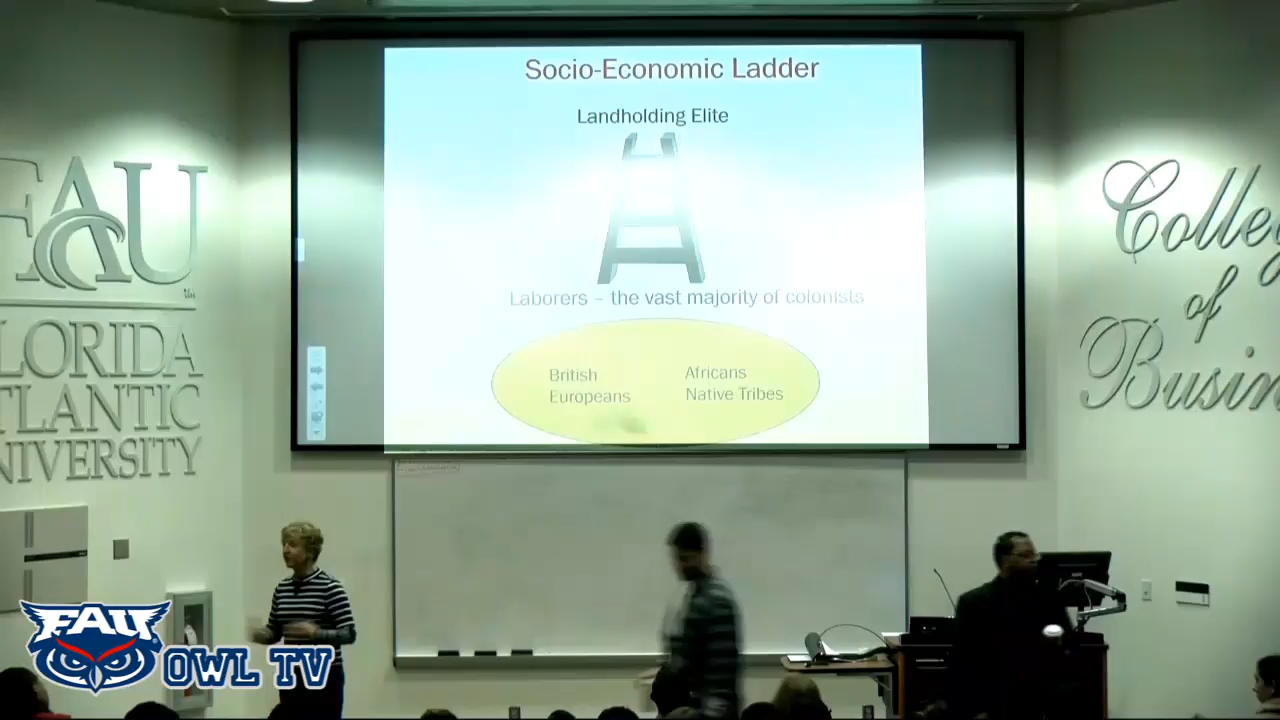 Socio-Economic Ladder
Landholding Elite
Laborers – the vast majority of colonists
British
Europeans
Africans
Native Tribes
FAU
FLORIDA
ATLANTIC
UNIVERSITY
College
of
Busin
FAU
OWL TV